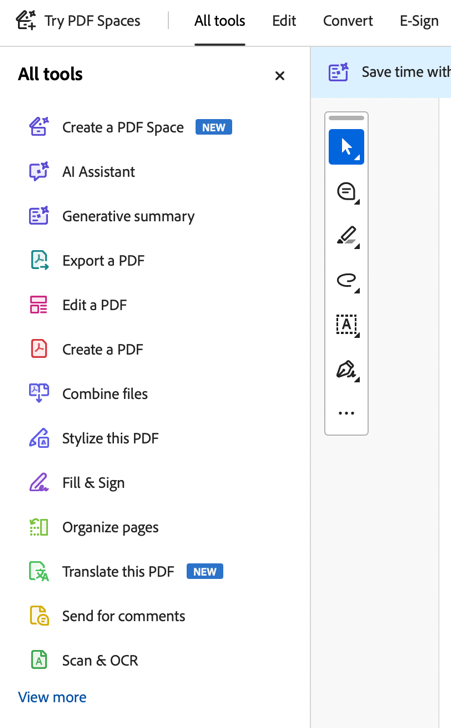 Try PDF Spaces
All tools
Edit
Convert
E-Sign
All tools
Save time with
Create a PDF Space NEW
AI Assistant
Generative summary
Export a PDF
Edit a PDF
Create a PDF
Combine files
Stylize this PDF
Fill & Sign
Organize pages
Translate this PDF NEW
Send for comments
Scan & OCR
View more